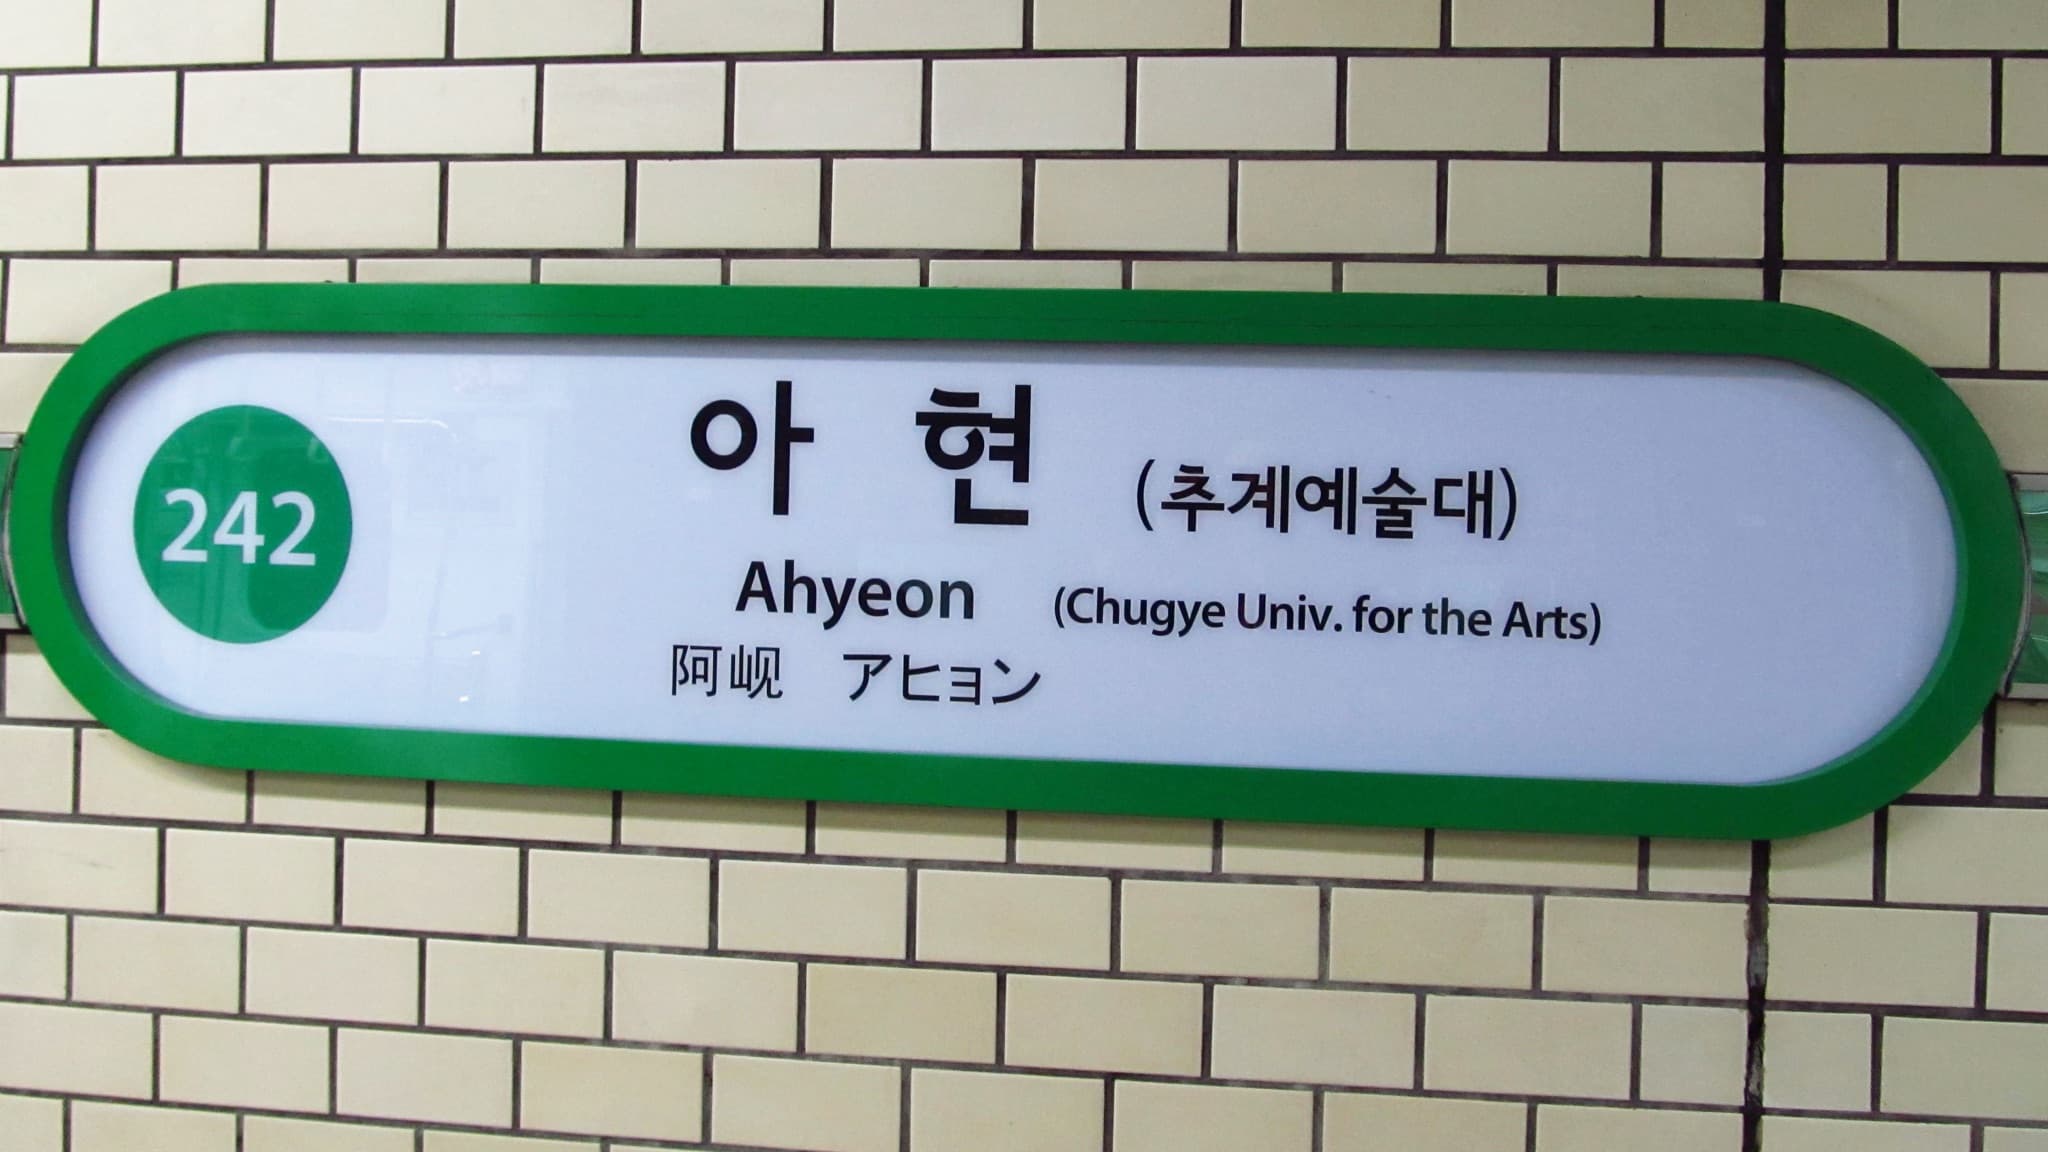 242
아현 (추계예술대)
Ahyeon (Chugye Univ. for the Arts)
阿岘 アヒョン